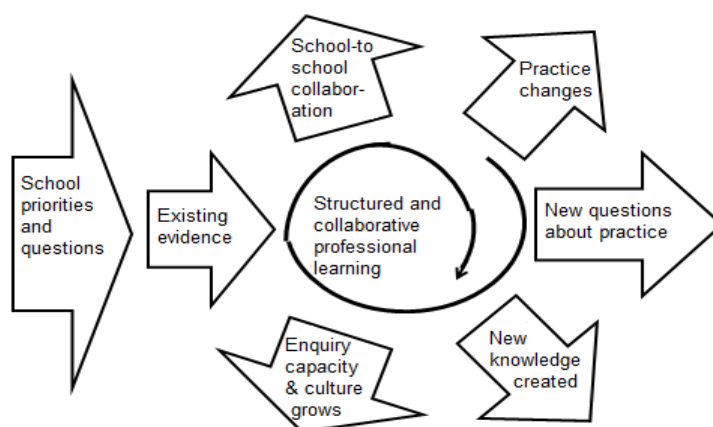 School-to
school
collabor-
ation
Practice
changes
School
priorities
and
questions
Existing
evidence
Structured and
collaborative
professional
learning
New questions
about practice
Enquiry
capacity
& culture
grows
New
knowledge
created